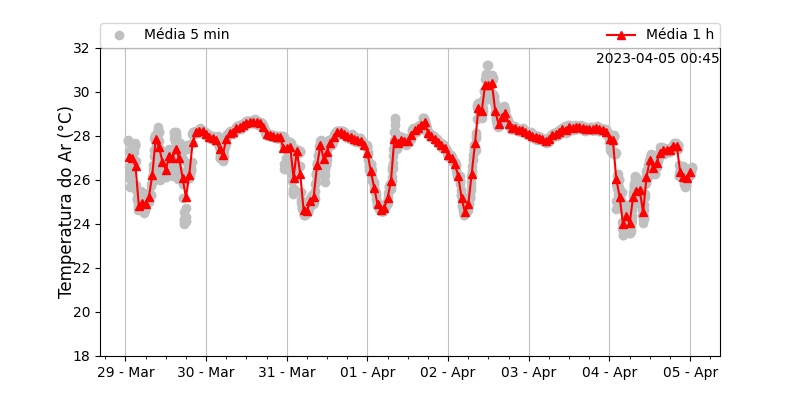 Média 5 min
Média 1 h
2023-04-05 00:45
Temperatura do Ar (°C)
32
30
28
26
24
22
20
18
29 - Mar
30 - Mar
31 - Mar
01 - Apr
02 - Apr
03 - Apr
04 - Apr
05 - Apr